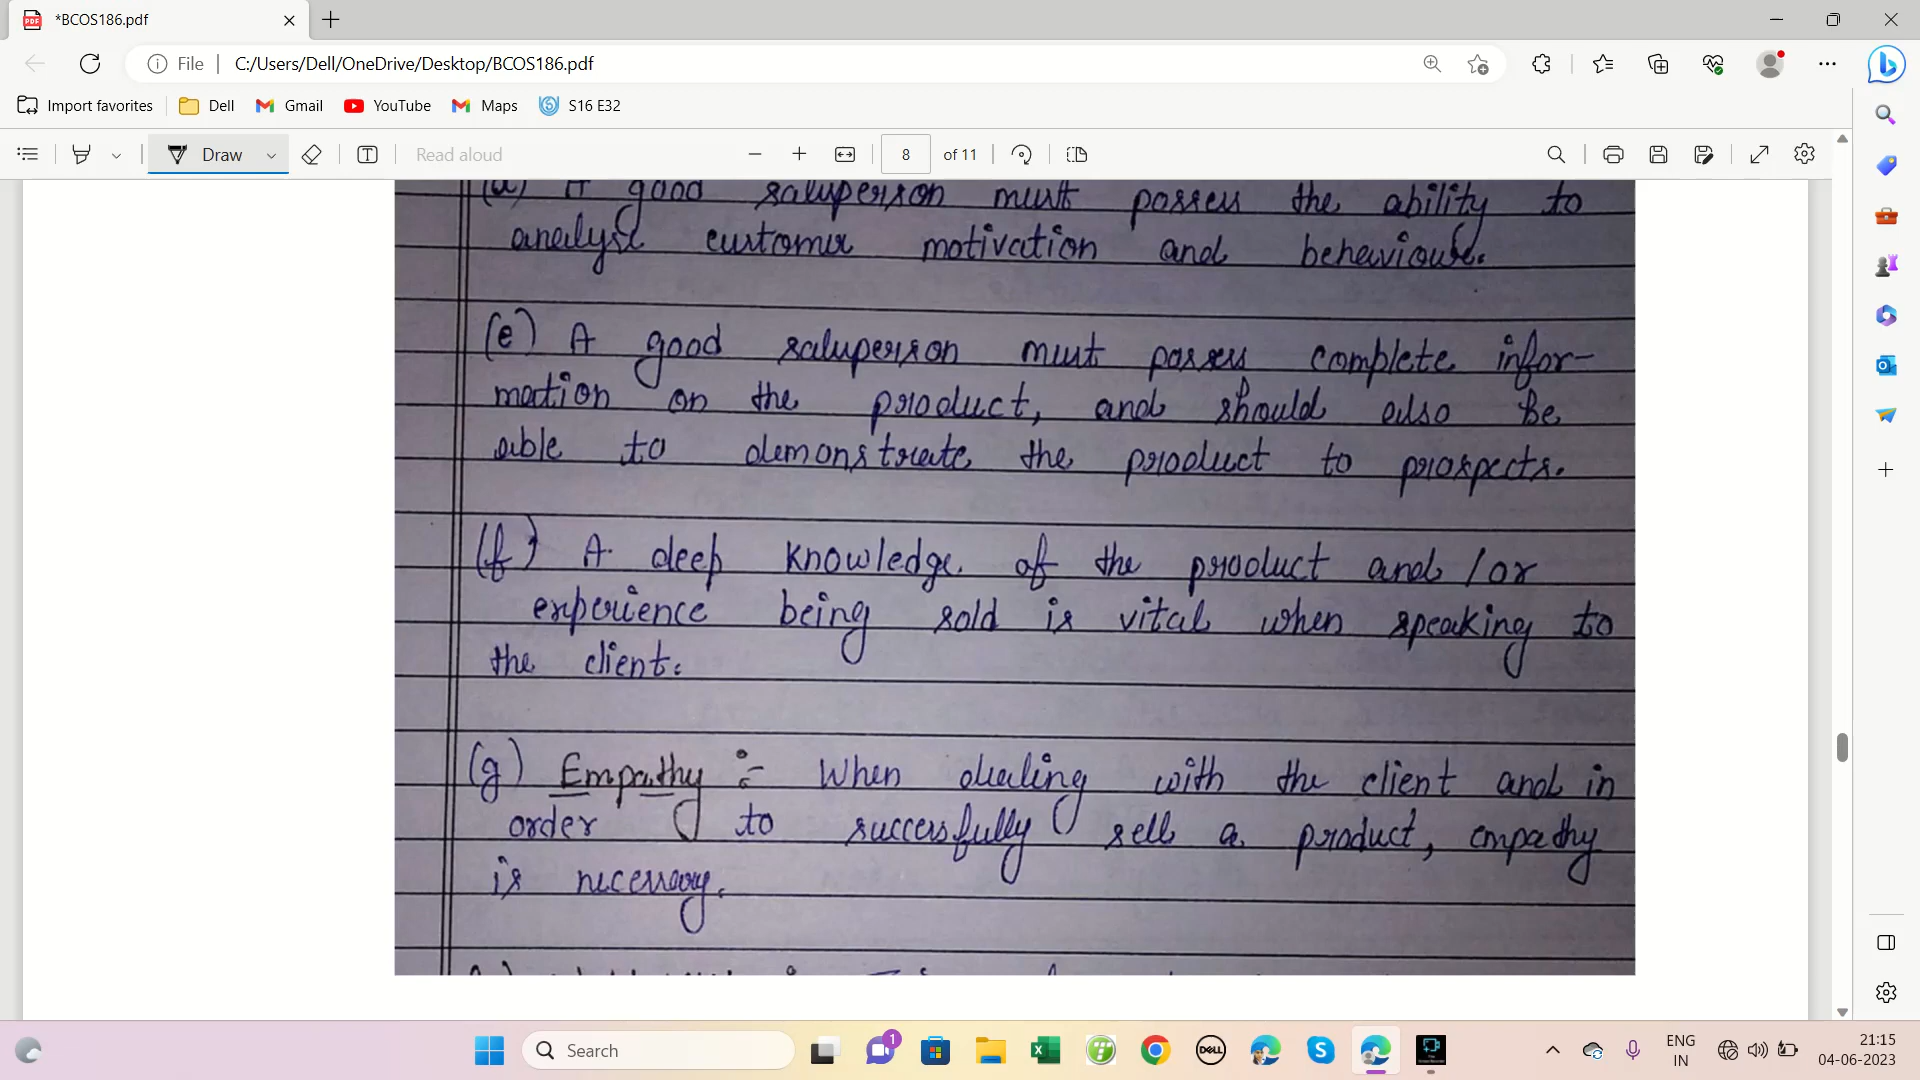 *BCOS186.pdf
File C:/Users/Dell/OneDrive/Desktop/BCOS186.pdf
Import favorites Dell Gmail YouTube Maps S16 E32
Draw Read aloud 8 of 11
(d) A good salesperson must possess the ability to
analyse customer motivation and behaviour.
(e) A good salesperson must possess complete infor-
mation on the product, and should also be
able to demonstrate the product to prospects.
(f) A deep knowledge of the product and / or
experience being sold is vital when speaking to
the client.
(g) Empathy :- When dealing with the client and in
order to successfully sell a product, empathy
is necessary.
Search
1
DELL
ENG
IN
21:15
04-06-2023